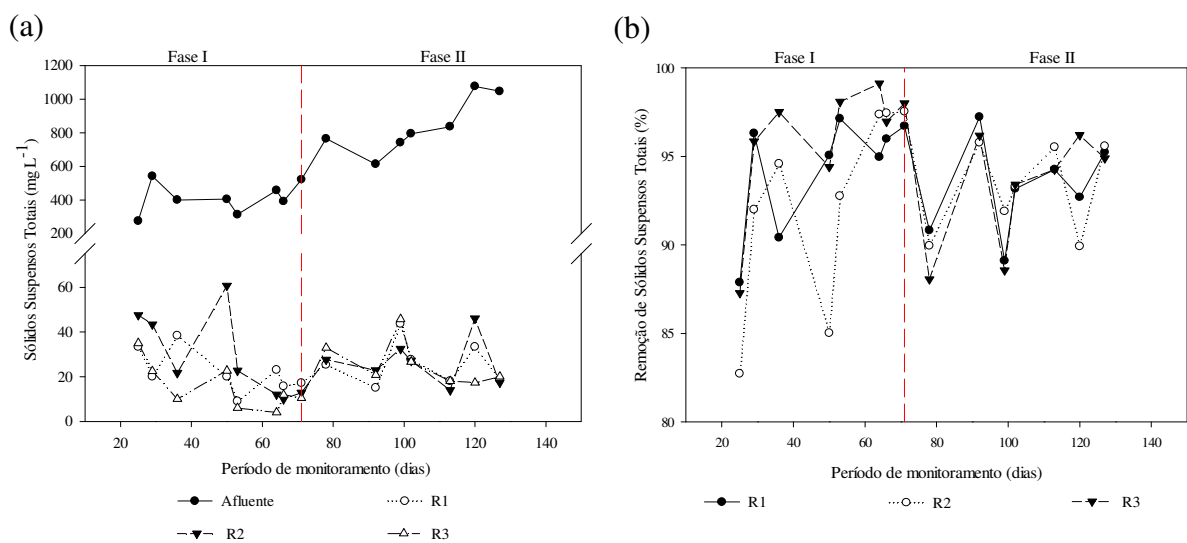 (a)
Fase I
Fase II
Sólidos Suspensos Totais (mg L-1)
1200
1000
800
600
400
200
60
40
20
0
20
40
60
80
100
120
140
Período de monitoramento (dias)
Afluente
R1
R2
R3
(b)
Fase I
Fase II
Remoção de Sólidos Suspensos Totais (%)
100
95
90
85
80
20
40
60
80
100
120
140
Período de monitoramento (dias)
R1
R2
R3